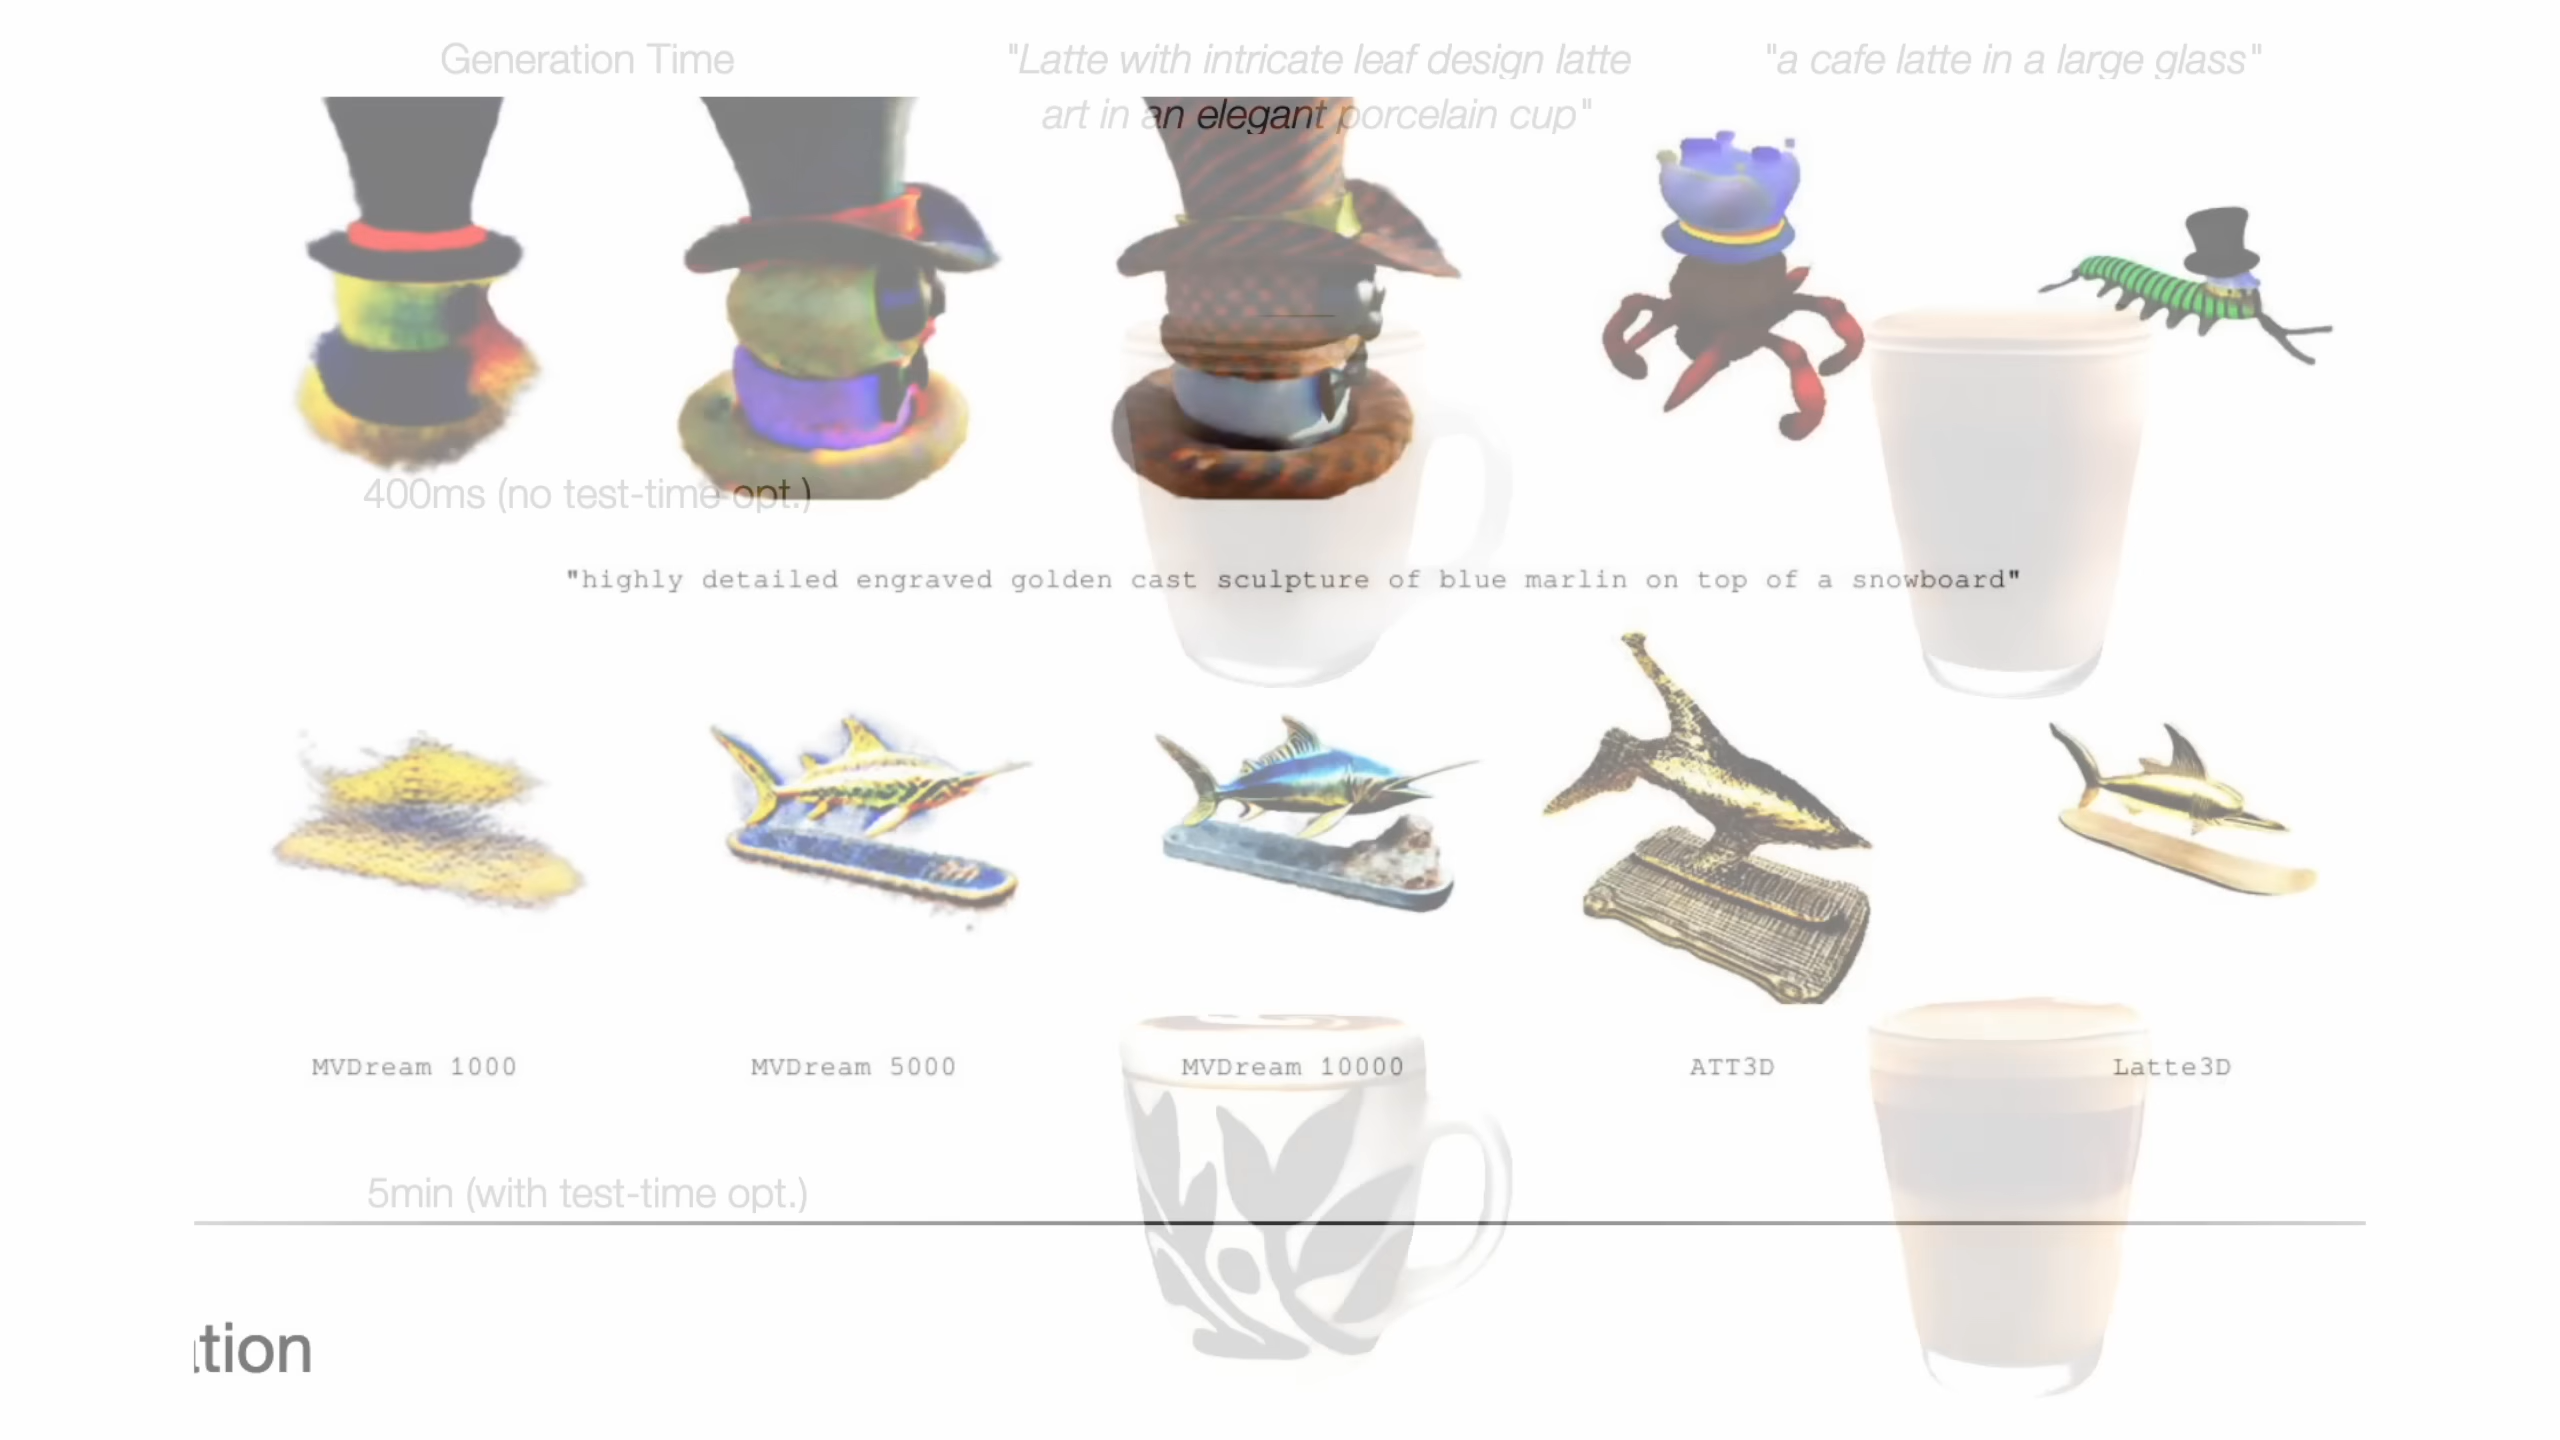 Generation Time
"Latte with intricate leaf design latte
art in an elegant porcelain cup"
"a cafe latte in a large glass"
400ms (no test-time opt.)
"highly detailed engraved golden cast sculpture of blue marlin on top of a snowboard"
MVDream 1000
MVDream 5000
MVDream 10000
ATT3D
Latte3D
5min (with test-time opt.)
tion